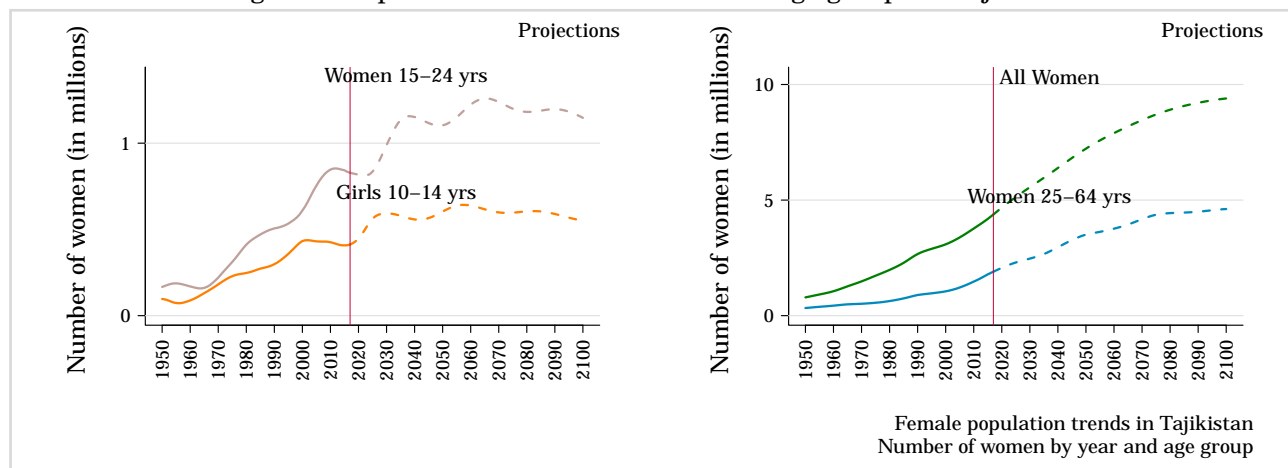 Projections
Number of women (in millions)
Women 15–24 yrs
Girls 10–14 yrs
1
0
1950 1960 1970 1980 1990 2000 2010 2020 2030 2040 2050 2060 2070 2080 2090 2100
Projections
Number of women (in millions)
All Women
Women 25–64 yrs
10
5
0
1950 1960 1970 1980 1990 2000 2010 2020 2030 2040 2050 2060 2070 2080 2090 2100
Female population trends in Tajikistan
Number of women by year and age group